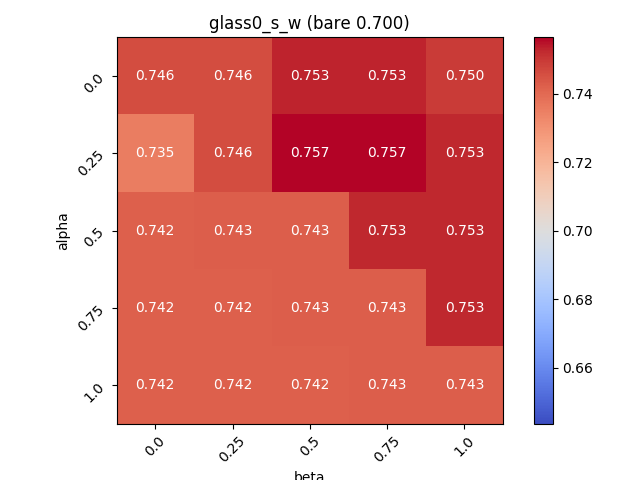 glass0_s_w (bare 0.700)
0.0 0.746 0.746 0.753 0.753 0.750
0.25 0.735 0.746 0.757 0.757 0.753
0.5 0.742 0.743 0.743 0.753 0.753
0.75 0.742 0.742 0.743 0.743 0.753
1.0 0.742 0.742 0.742 0.743 0.743
alpha
0.0 0.25 0.5 0.75 1.0
beta
0.74
0.72
0.70
0.68
0.66